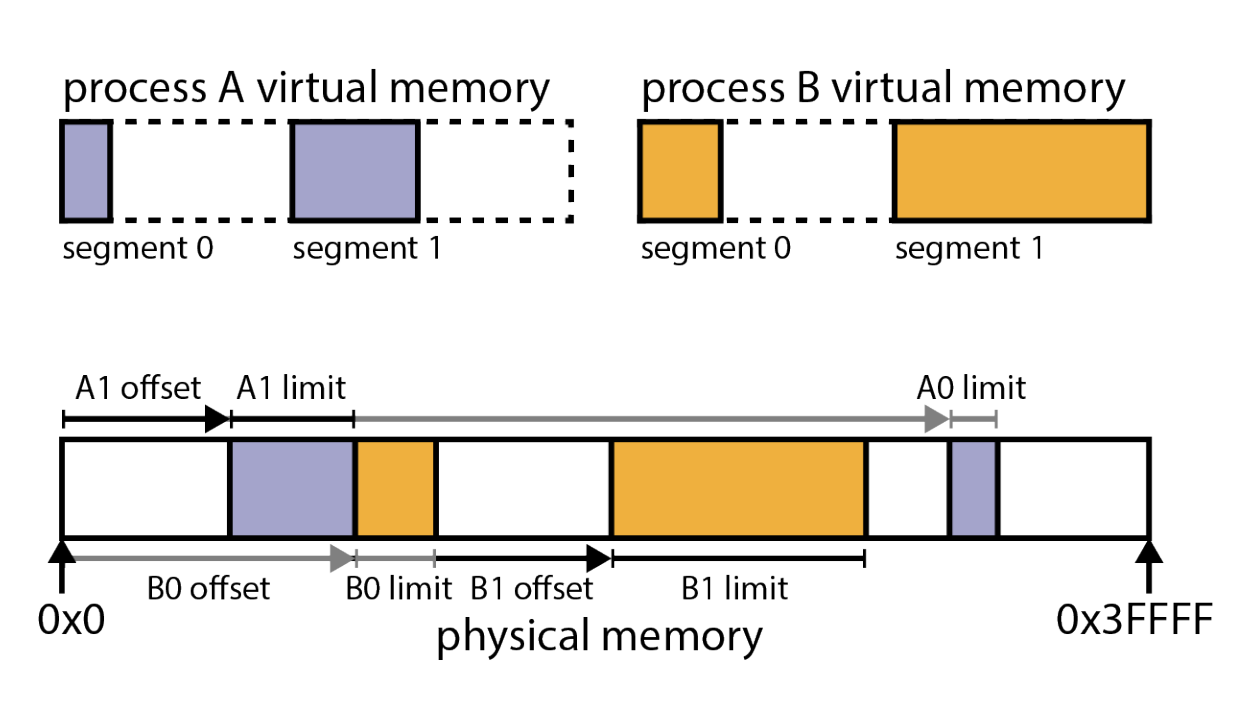 process A virtual memory
process B virtual memory
segment 0
segment 1
segment 0
segment 1
A1 offset
A1 limit
A0 limit
B0 offset
B0 limit
B1 offset
B1 limit
0x0
0x3FFFF
physical memory